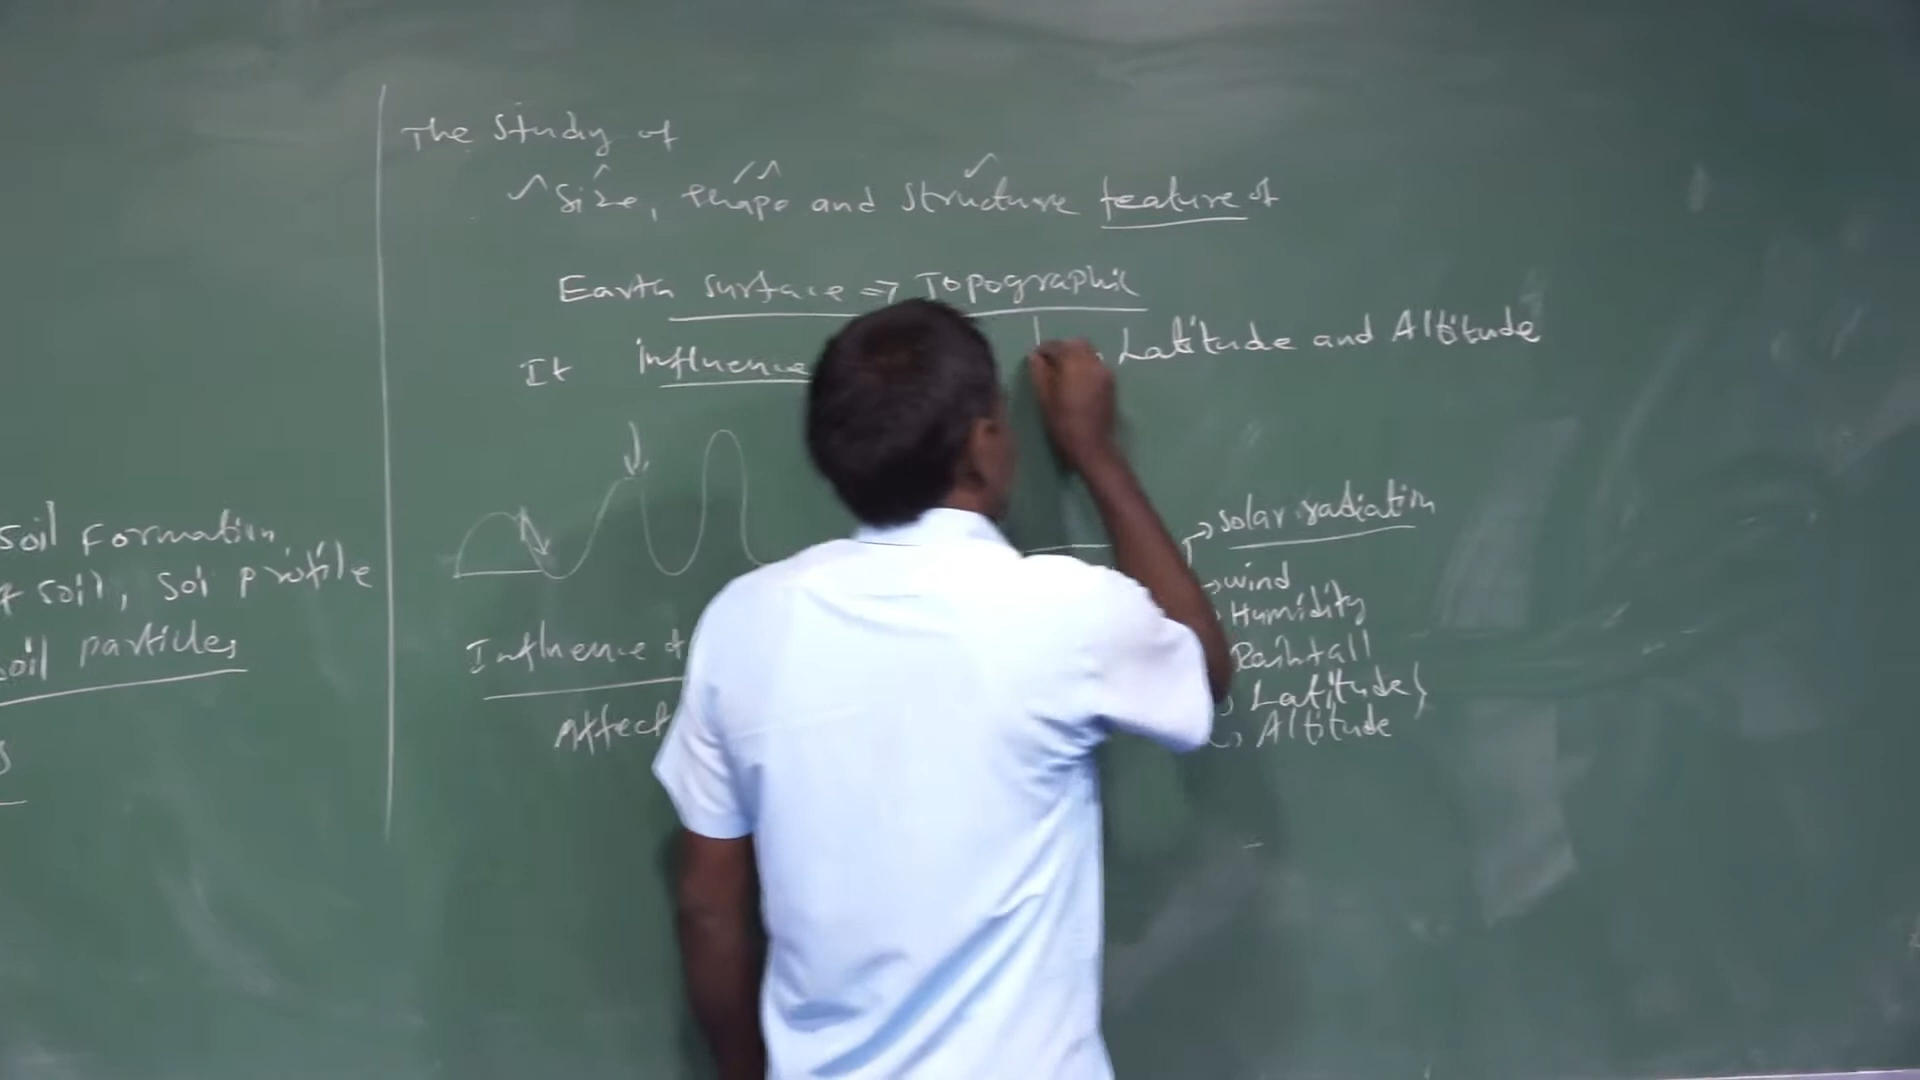 Soil Formation
soil, soi profile
soil particles
The Study of
Size, shape and structure feature of
Earth surface => Topographic
It influence
Latitude and Altitude
Influence of
Affect
solar radiation
wind
Humidity
Rainfall
Latitude
Altitude